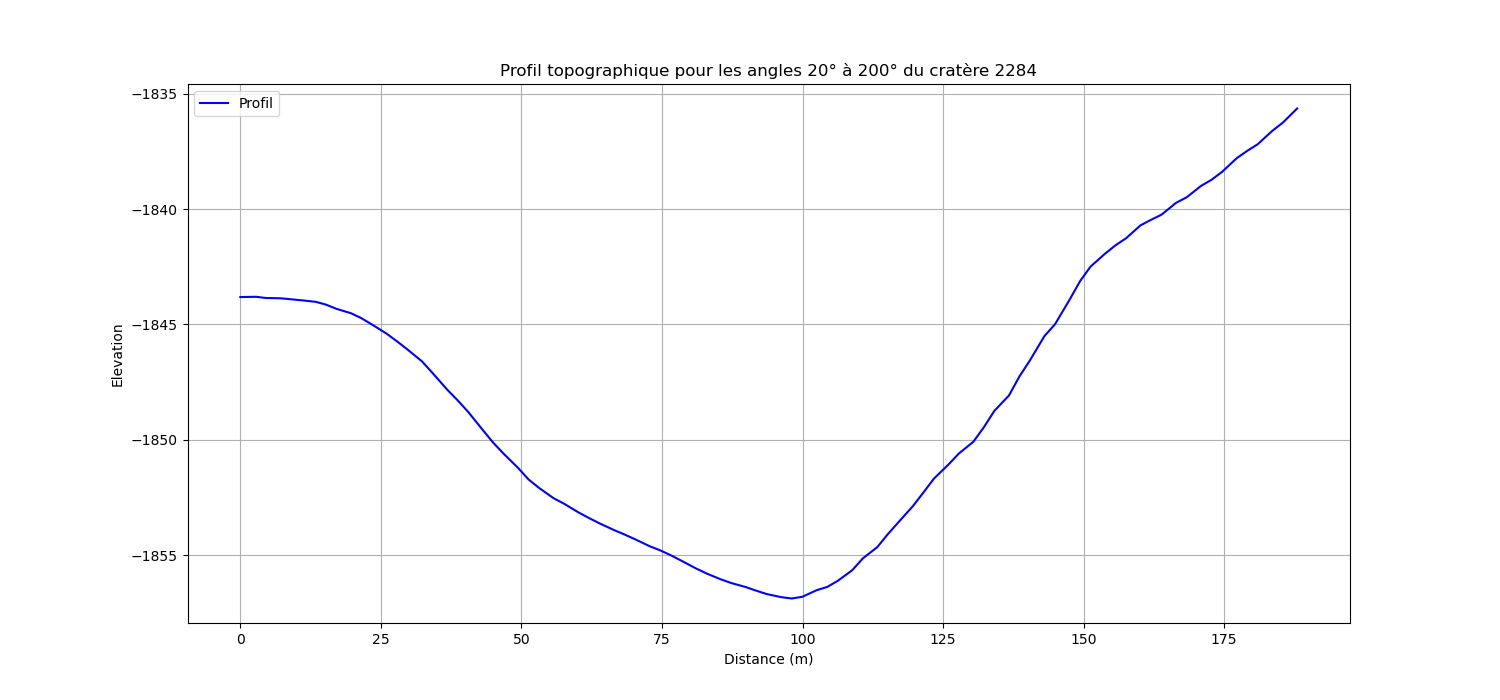 Profil topographique pour les angles 20° à 200° du cratère 2284
Profil
−1835
−1840
−1845
−1850
−1855
Elevation
0 25 50 75 100 125 150 175
Distance (m)